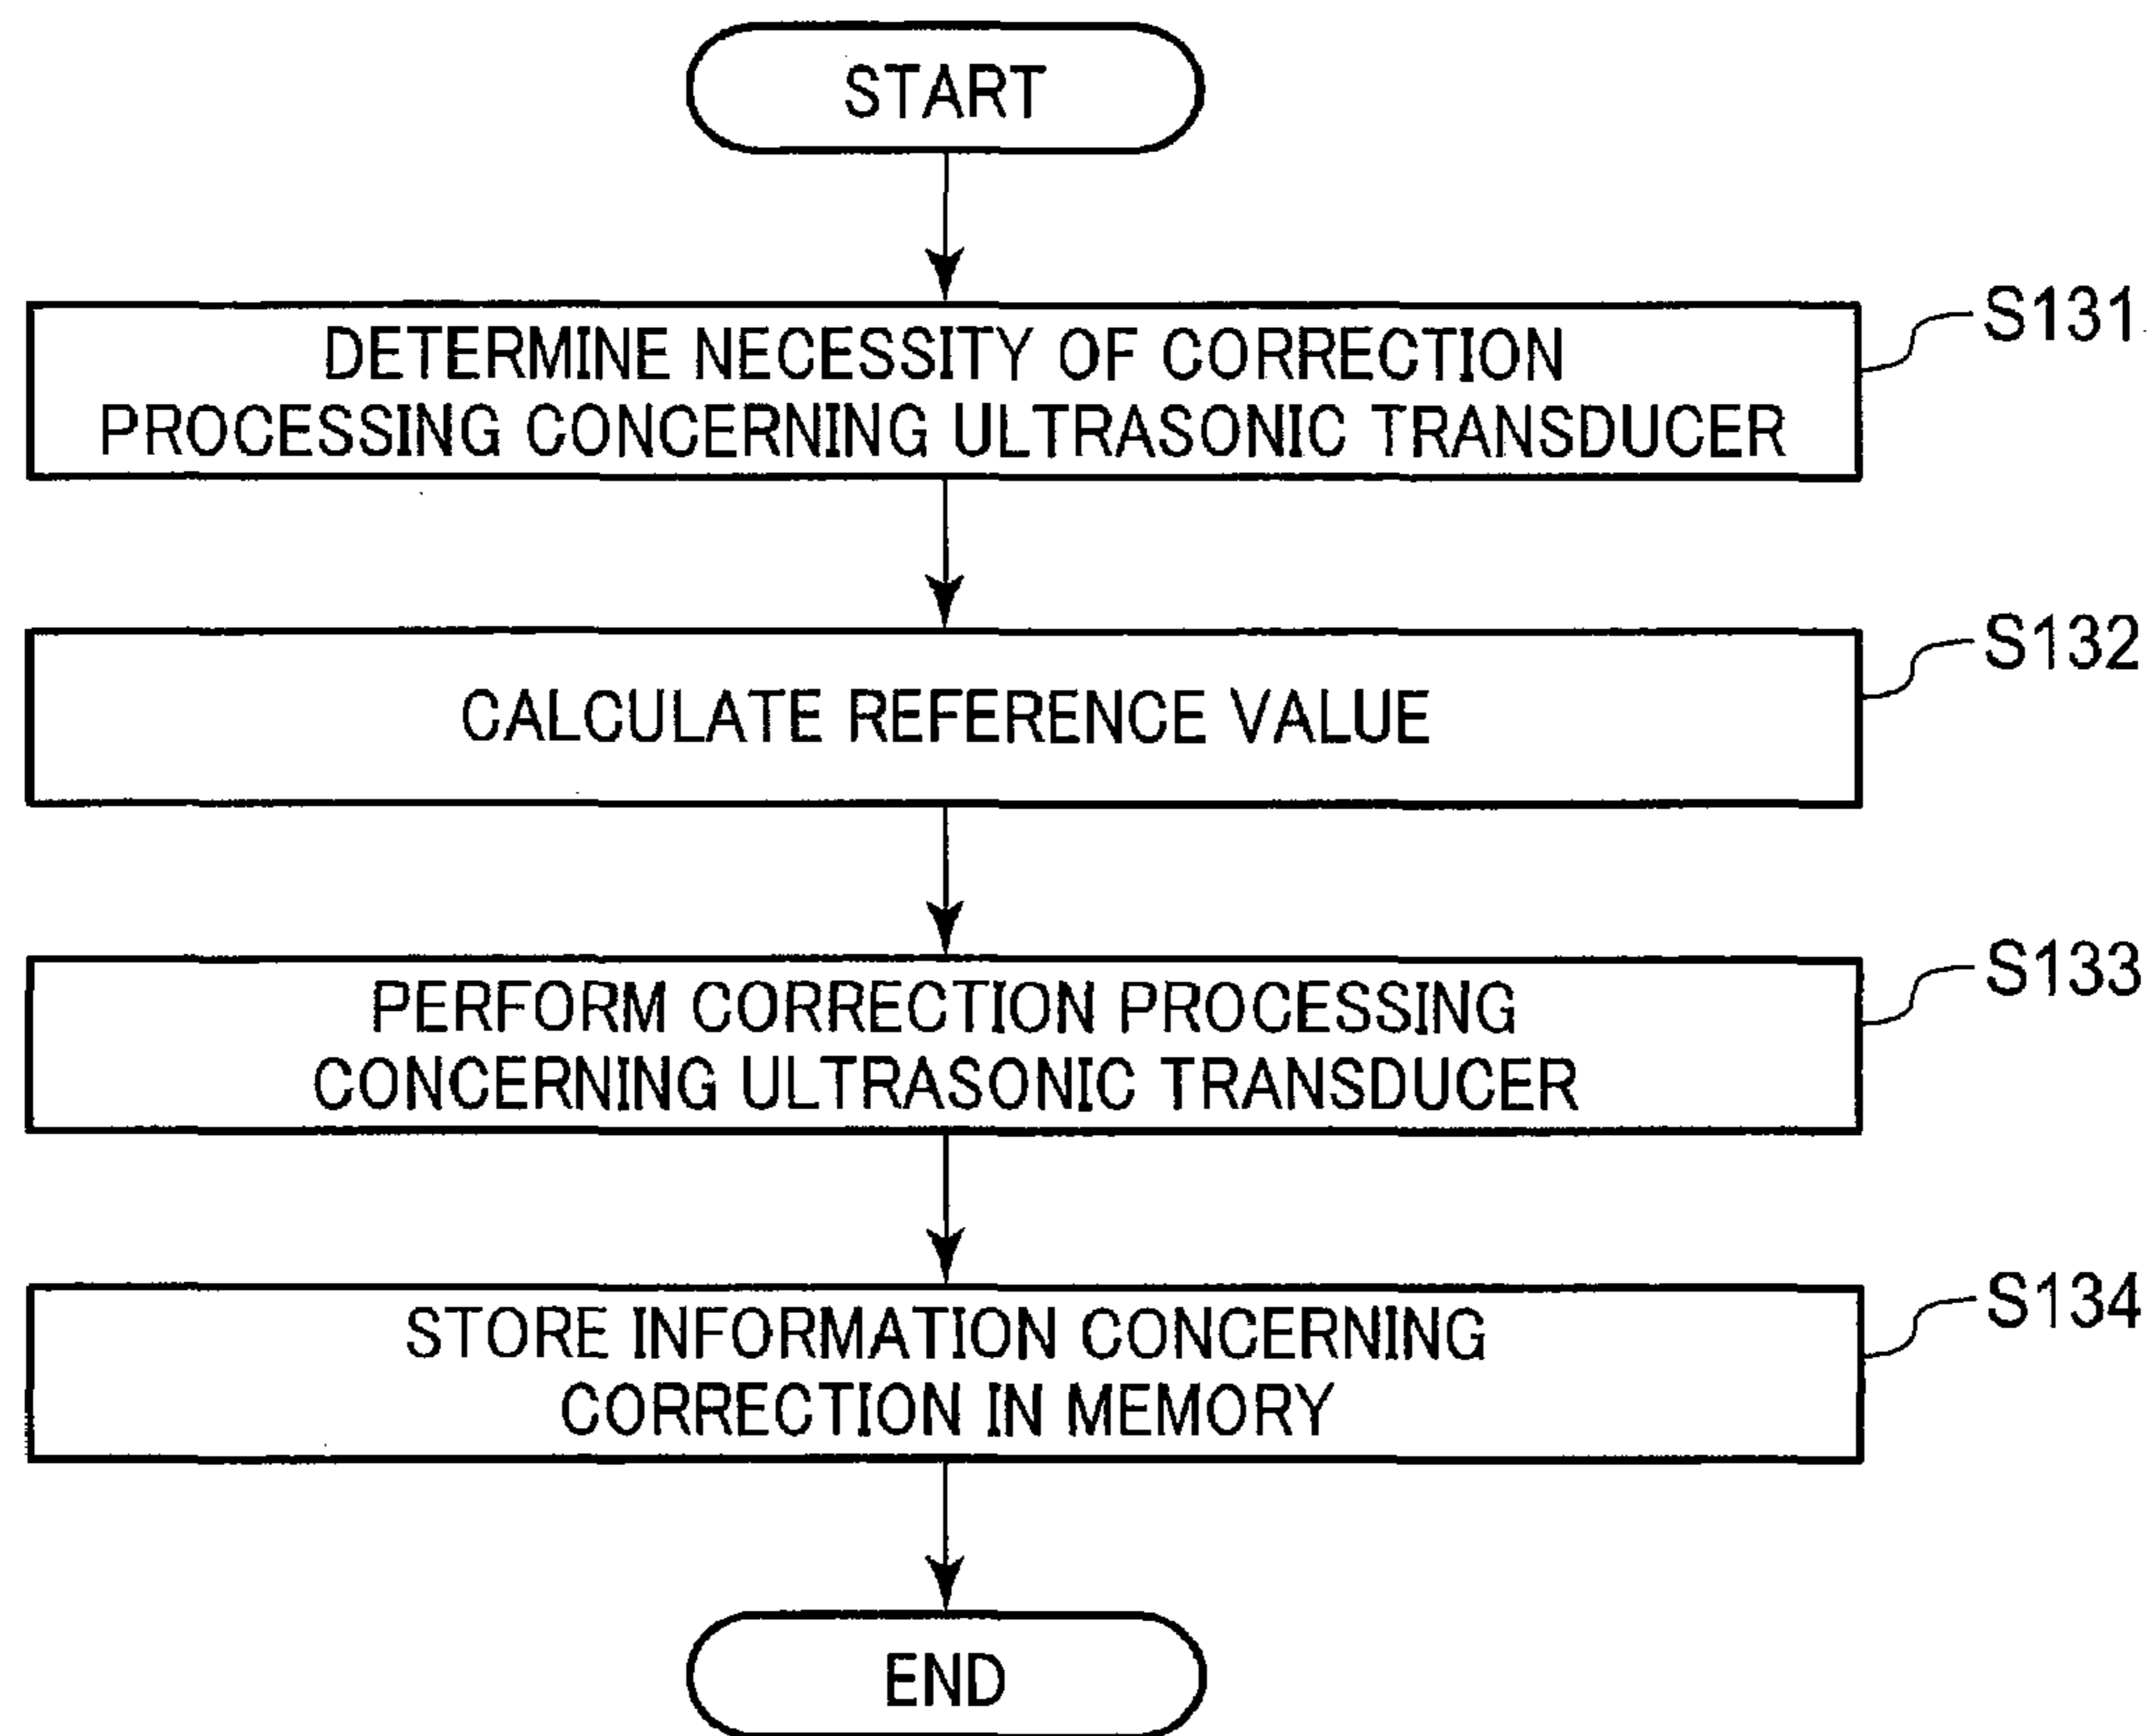 START
DETERMINE NECESSITY OF CORRECTION
PROCESSING CONCERNING ULTRASONIC TRANSDUCER
S131
CALCULATE REFERENCE VALUE
S132
PERFORM CORRECTION PROCESSING
CONCERNING ULTRASONIC TRANSDUCER
S133
STORE INFORMATION CONCERNING
CORRECTION IN MEMORY
S134
END